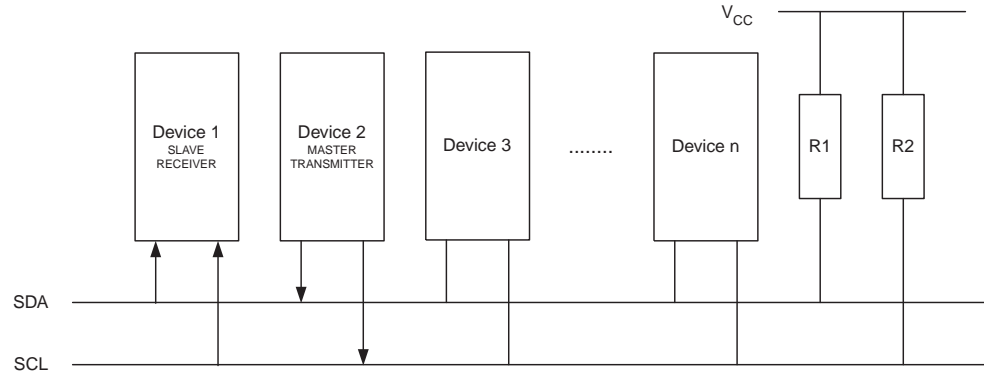 V_CC
Device 1
SLAVE
RECEIVER
Device 2
MASTER
TRANSMITTER
Device 3
........
Device n
R1
R2
SDA
SCL